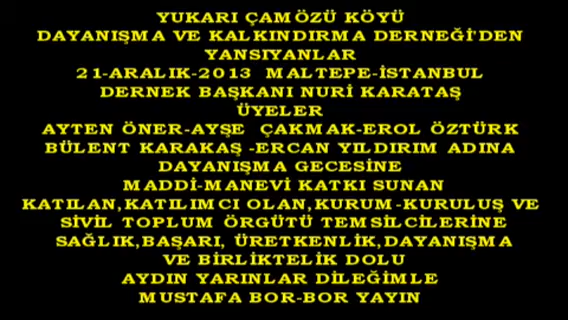 YUKARI ÇAMÖZÜ KÖYÜ
DAYANIŞMA VE KALKINDIRMA DERNEĞİ'DEN
YANSIYANLAR
21-ARALIK-2013 MALTEPE-İSTANBUL
DERNEK BAŞKANI NURİ KARATAŞ
ÜYELER
AYTEN ÖNER-AYŞE ÇAKMAK-EROL ÖZTÜRK
BÜLENT KARAKAŞ -ERCAN YILDIRIM ADINA
DAYANIŞMA GECESİNE
MADDİ-MANEVİ KATKI SUNAN
KATILAN,KATILIMCI OLAN,KURUM-KURULUŞ VE
SİVİL TOPLUM ÖRGÜTÜ TEMSİLCİLERİNE
SAĞLIK,BAŞARI, ÜRETKENLİK,DAYANIŞMA
VE BİRLİKTELİK DOLU
AYDIN YARINLAR DİLEĞİMLE
MUSTAFA BOR-BOR YAYIN